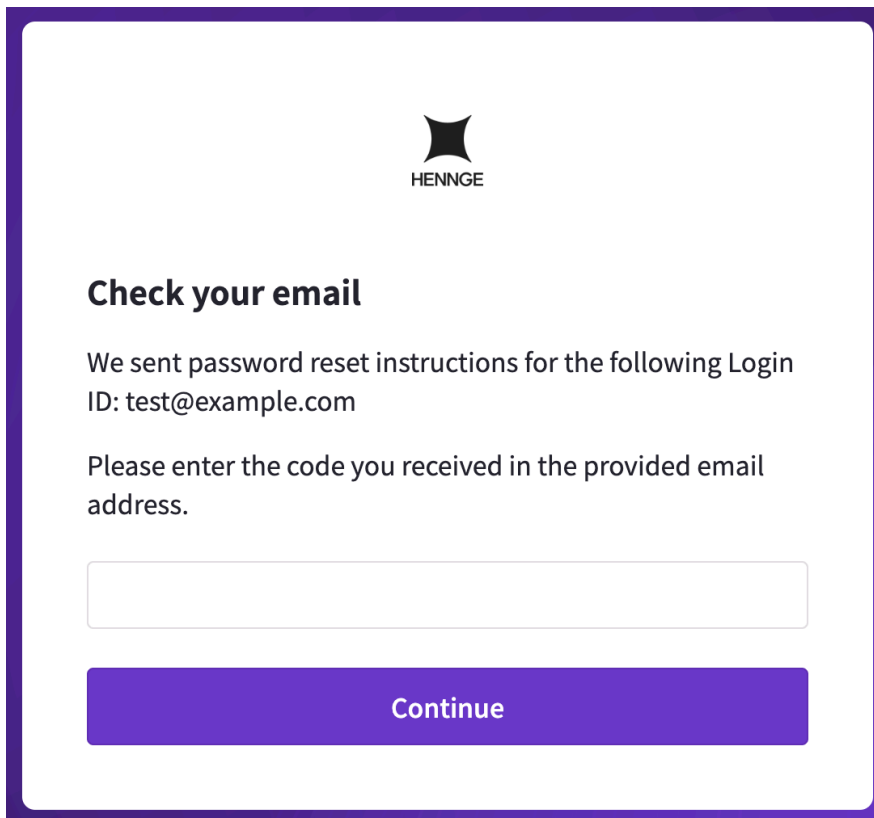 HENNGE
Check your email
We sent password reset instructions for the following Login
ID: test@example.com
Please enter the code you received in the provided email
address.
Continue